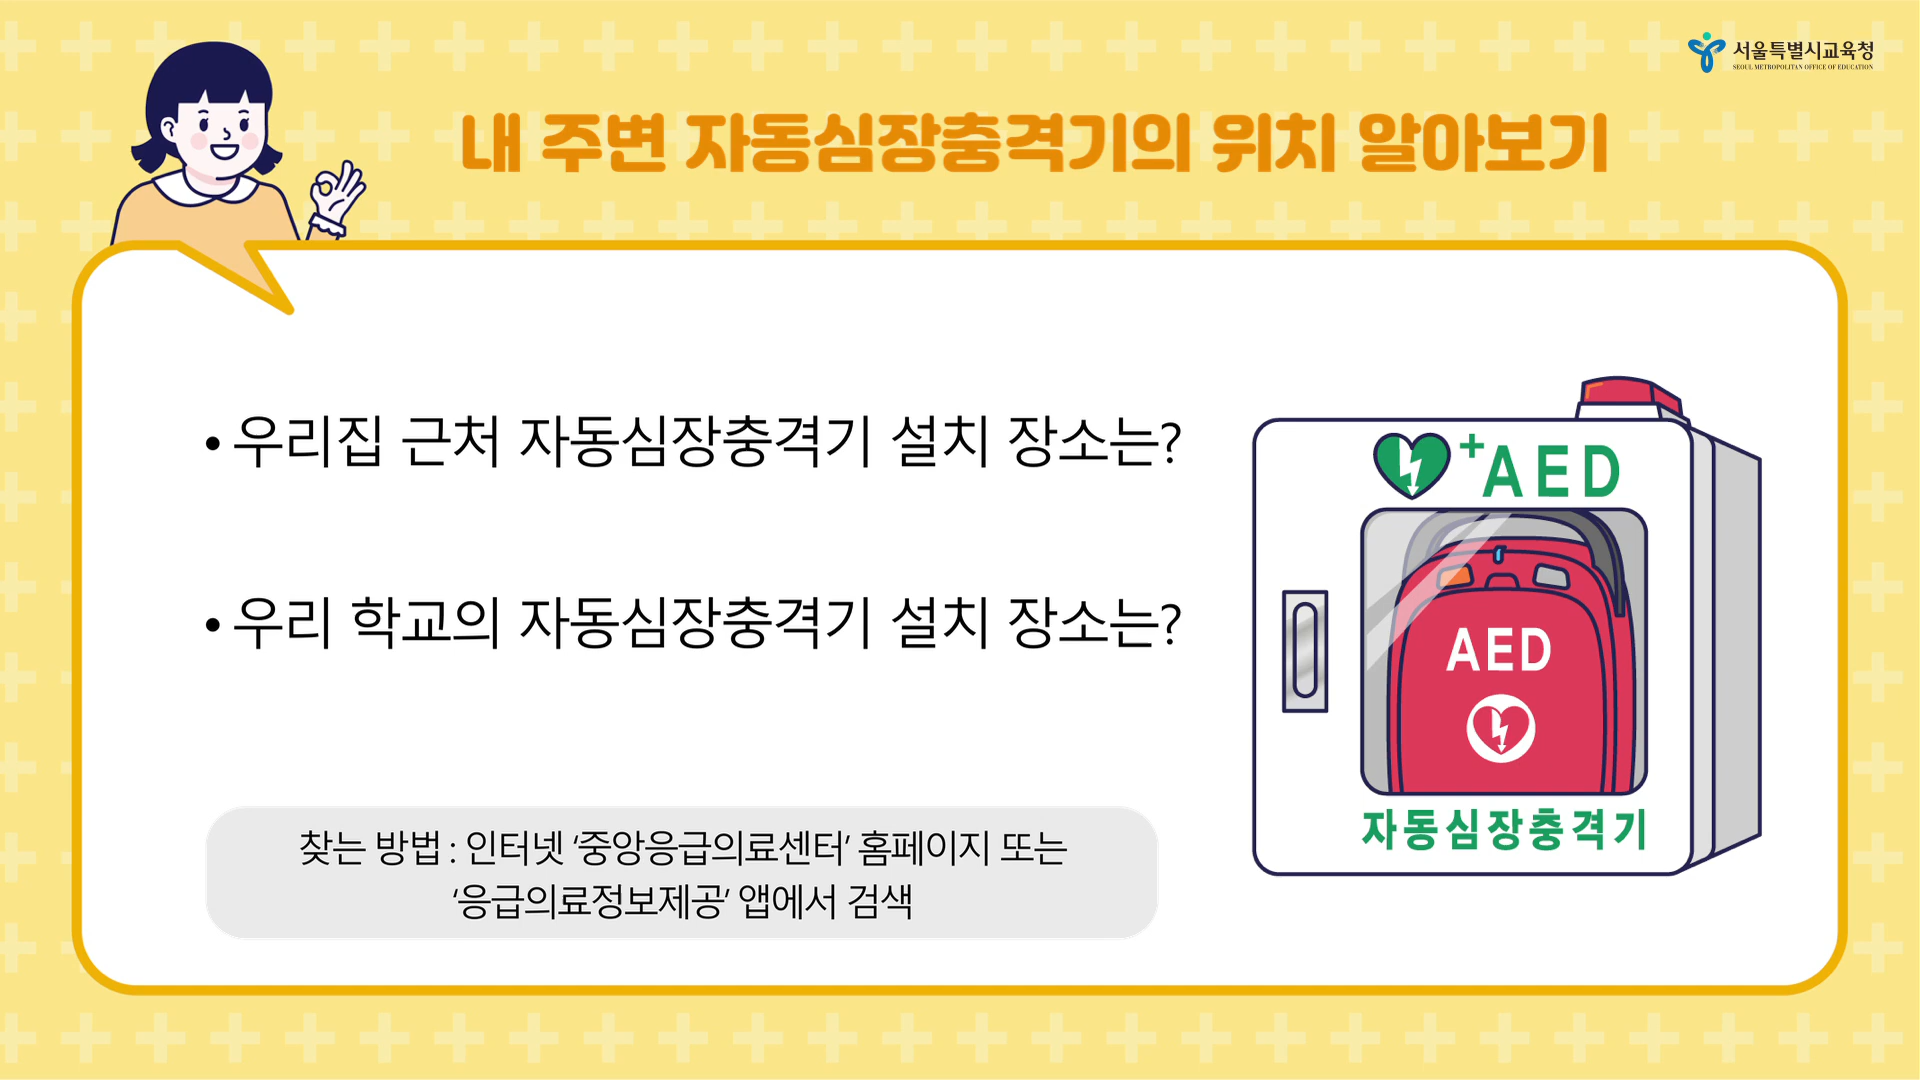 서울특별시교육청
SEOUL METROPOLITAN OFFICE OF EDUCATION
내 주변 자동심장충격기의 위치 알아보기
• 우리집 근처 자동심장충격기 설치 장소는?
• 우리 학교의 자동심장충격기 설치 장소는?
찾는 방법 : 인터넷 ‘중앙응급의료센터’ 홈페이지 또는
‘응급의료정보제공’ 앱에서 검색
+AED
AED
자동심장충격기